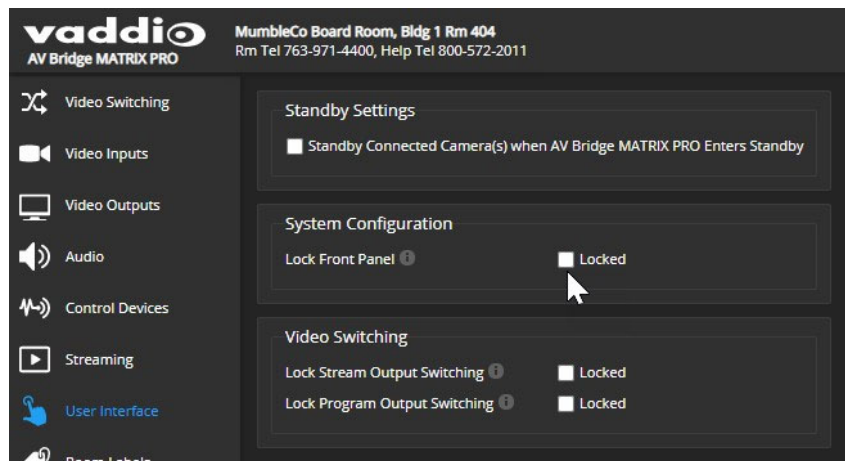 vaddio
AV Bridge MATRIX PRO
MumbleCo Board Room, Bldg 1 Rm 404
Rm Tel 763-971-4400, Help Tel 800-572-2011
Video Switching
Video Inputs
Video Outputs
Audio
Control Devices
Streaming
User Interface
Room Labels
Standby Settings
Standby Connected Camera(s) when AV Bridge MATRIX PRO Enters Standby
System Configuration
Lock Front Panel Locked
Video Switching
Lock Stream Output Switching Locked
Lock Program Output Switching Locked